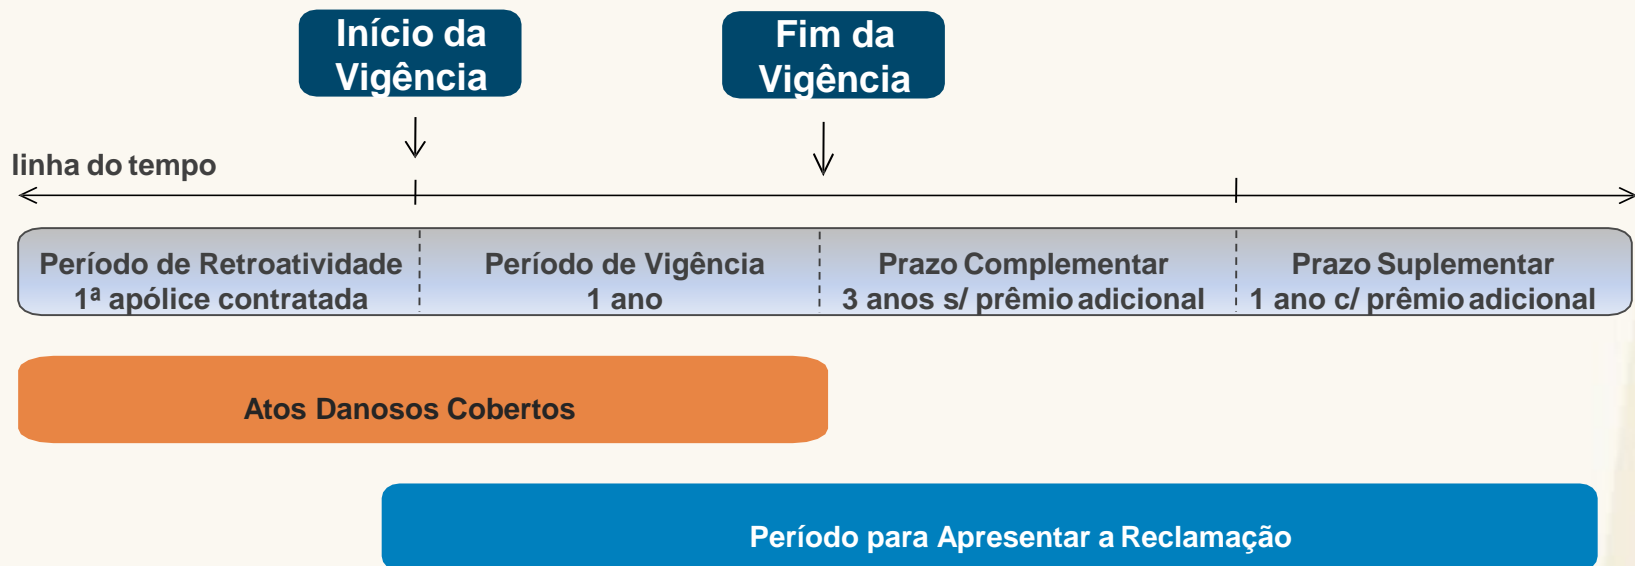 Início da
Vigência
Fim da
Vigência
linha do tempo
Período de Retroatividade
1ª apólice contratada
Período de Vigência
1 ano
Prazo Complementar
3 anos s/ prêmio adicional
Prazo Suplementar
1 ano c/ prêmio adicional
Atos Danosos Cobertos
Período para Apresentar a Reclamação